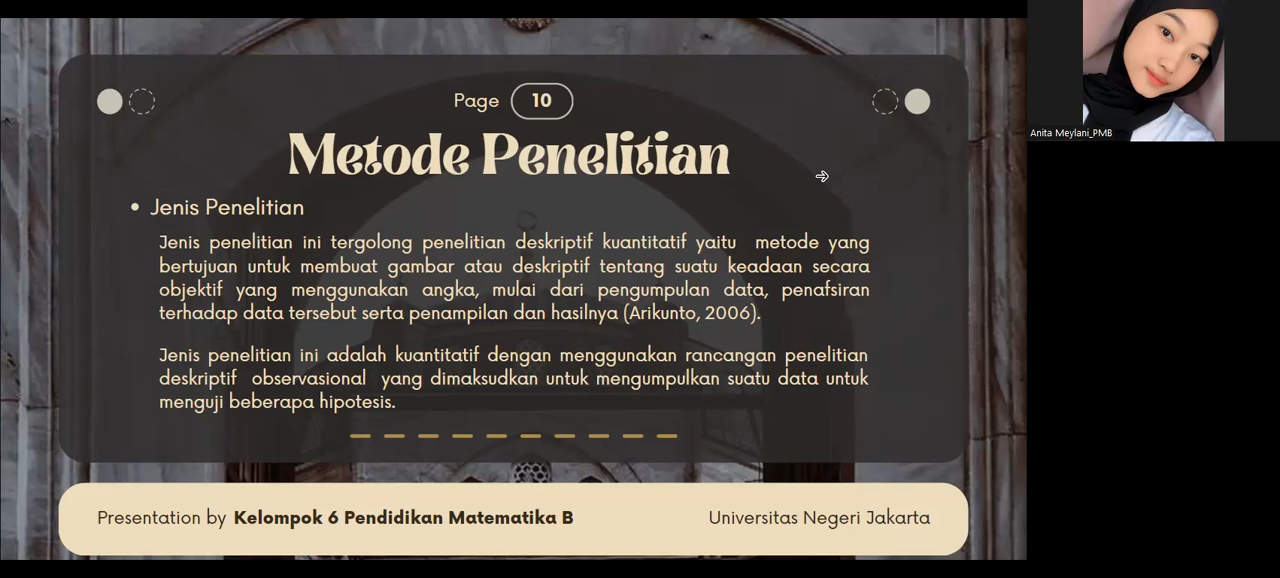 Page 10
Metode Penelitian
• Jenis Penelitian
Jenis penelitian ini tergolong penelitian deskriptif kuantitatif yaitu metode yang
bertujuan untuk membuat gambar atau deskriptif tentang suatu keadaan secara
objektif yang menggunakan angka, mulai dari pengumpulan data, penafsiran
terhadap data tersebut serta penampilan dan hasilnya (Arikunto, 2006).
Jenis penelitian ini adalah kuantitatif dengan menggunakan rancangan penelitian
deskriptif observasional yang dimaksudkan untuk mengumpulkan suatu data untuk
menguji beberapa hipotesis.
Presentation by Kelompok 6 Pendidikan Matematika B
Universitas Negeri Jakarta
Anita Meylani_PMB